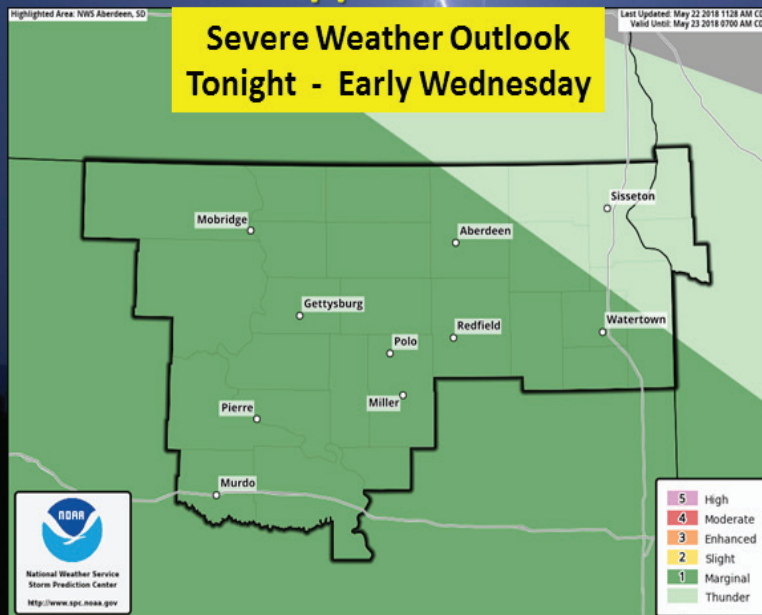 Highlighted Area: NWS Aberdeen, SD
Last Updated: May 22 2018 1128 AM CD
Valid Until: May 23 2018 0700 AM CD
Severe Weather Outlook
Tonight - Early Wednesday
Sisseton
Mobridge
Aberdeen
Gettysburg
Watertown
Redfield
Polo
Miller
Pierre
Murdo
NOAA
National Weather Service
Storm Prediction Center
http://www.spc.noaa.gov
5 High
4 Moderate
3 Enhanced
2 Slight
1 Marginal
Thunder